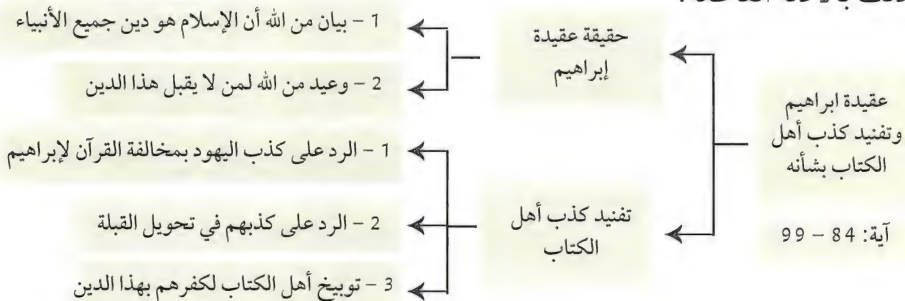 عقيدة ابراهيم
وتفنيد كذب أهل
الكتاب بشأنه
آية: 84 – 99
حقيقة عقيدة
إبراهيم
1 – بيان من الله أن الإسلام هو دين جميع الأنبياء
2 – وعيد من الله لمن لا يقبل هذا الدين
تفنيد كذب أهل
الكتاب
1 – الرد على كذب اليهود بمخالفة القرآن لإبراهيم
2 – الرد على كذبهم في تحويل القبلة
3 – توبيخ أهل الكتاب لكفرهم بهذا الدين